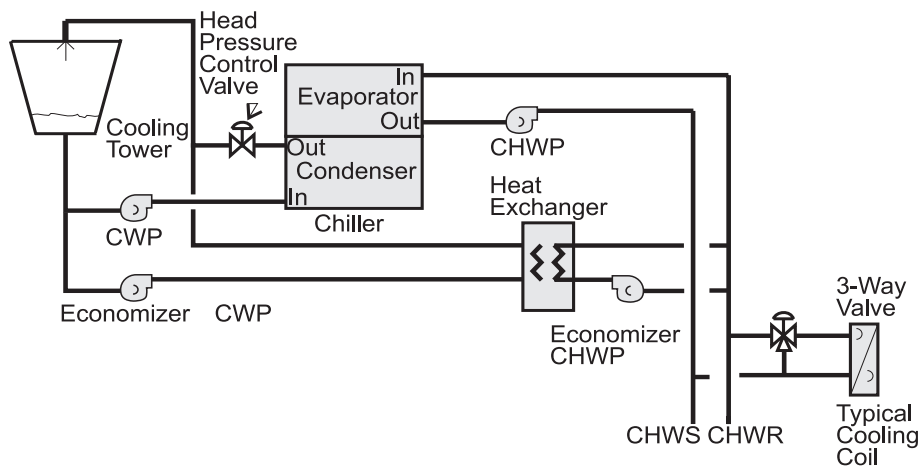 Head
Pressure
Control
Valve
Cooling
Tower
In
Evaporator
Out
Out
Condenser
In
Chiller
CHWP
CWP
Heat
Exchanger
Economizer CWP
Economizer
CHWP
3-Way
Valve
CHWS CHWR
Typical
Cooling
Coil